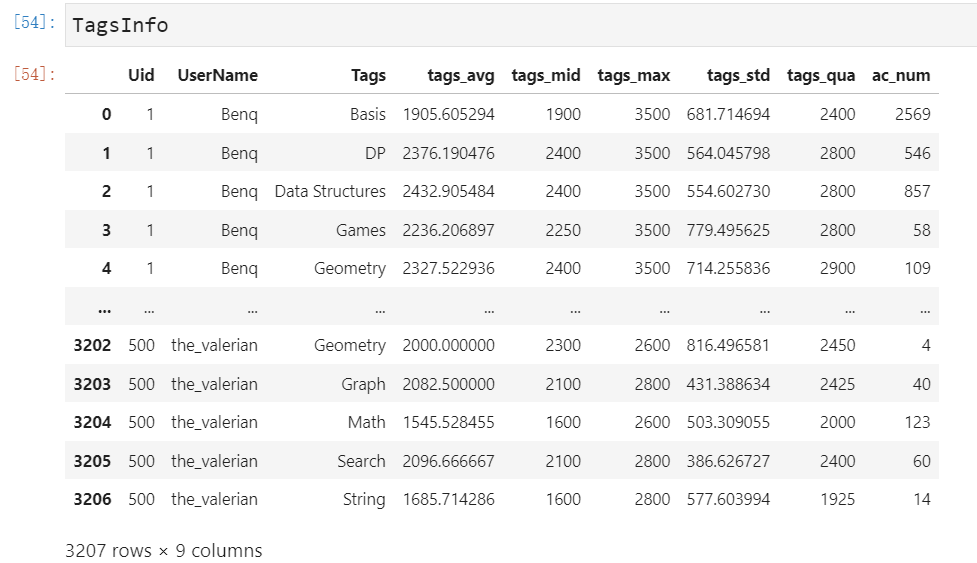 [54]: TagsInfo
[54]: Uid UserName Tags tags_avg tags_mid tags_max tags_std tags_qua ac_num
0 1 Benq Basis 1905.605294 1900 3500 681.714694 2400 2569
1 1 Benq DP 2376.190476 2400 3500 564.045798 2800 546
2 1 Benq Data Structures 2432.905484 2400 3500 554.602730 2800 857
3 1 Benq Games 2236.206897 2250 3500 779.495625 2800 58
4 1 Benq Geometry 2327.522936 2400 3500 714.255836 2900 109
... ... ... ... ... ... ... ... ... ...
3202 500 the_valerian Geometry 2000.000000 2300 2600 816.496581 2450 4
3203 500 the_valerian Graph 2082.500000 2100 2800 431.388634 2425 40
3204 500 the_valerian Math 1545.528455 1600 2600 503.309055 2000 123
3205 500 the_valerian Search 2096.666667 2100 2800 386.626727 2400 60
3206 500 the_valerian String 1685.714286 1600 2800 577.603994 1925 14
3207 rows × 9 columns